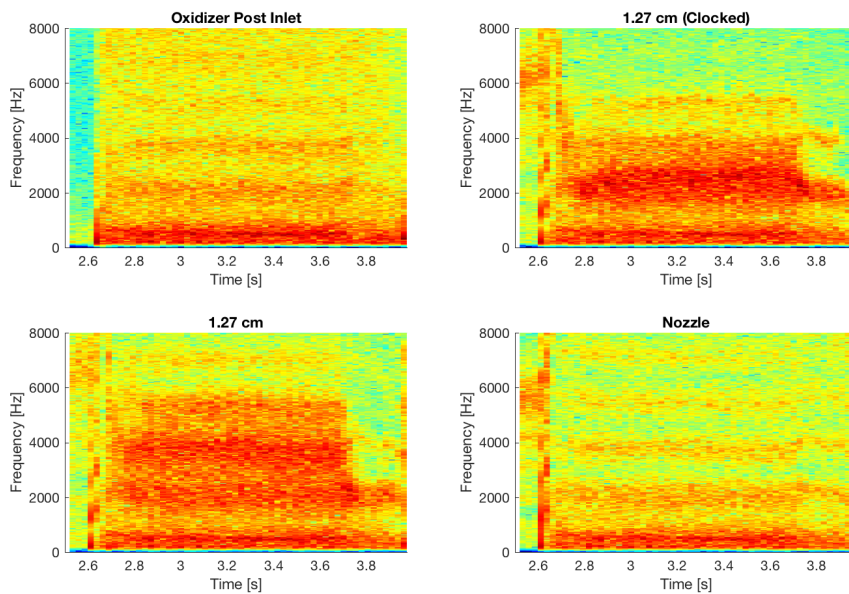 Oxidizer Post Inlet
8000
6000
4000
2000
0
Frequency [Hz]
2.6 2.8 3 3.2 3.4 3.6 3.8
Time [s]
1.27 cm (Clocked)
8000
6000
4000
2000
0
Frequency [Hz]
2.6 2.8 3 3.2 3.4 3.6 3.8
Time [s]
1.27 cm
8000
6000
4000
2000
0
Frequency [Hz]
2.6 2.8 3 3.2 3.4 3.6 3.8
Time [s]
Nozzle
8000
6000
4000
2000
0
Frequency [Hz]
2.6 2.8 3 3.2 3.4 3.6 3.8
Time [s]